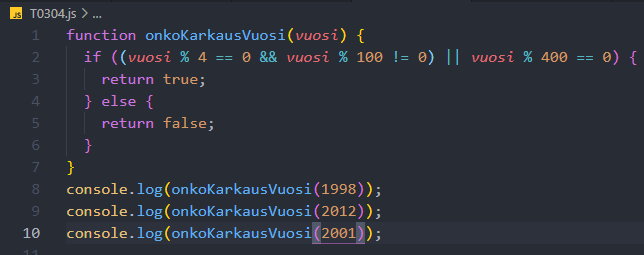 JS T0304.js > ...
1 function onkoKarkausVuosi(vuosi) {
2 if ((vuosi % 4 == 0 && vuosi % 100 != 0) || vuosi % 400 == 0) {
3 return true;
4 } else {
5 return false;
6 }
7 }
8 console.log(onkoKarkausVuosi(1998));
9 console.log(onkoKarkausVuosi(2012));
10 console.log(onkoKarkausVuosi(2001));
11